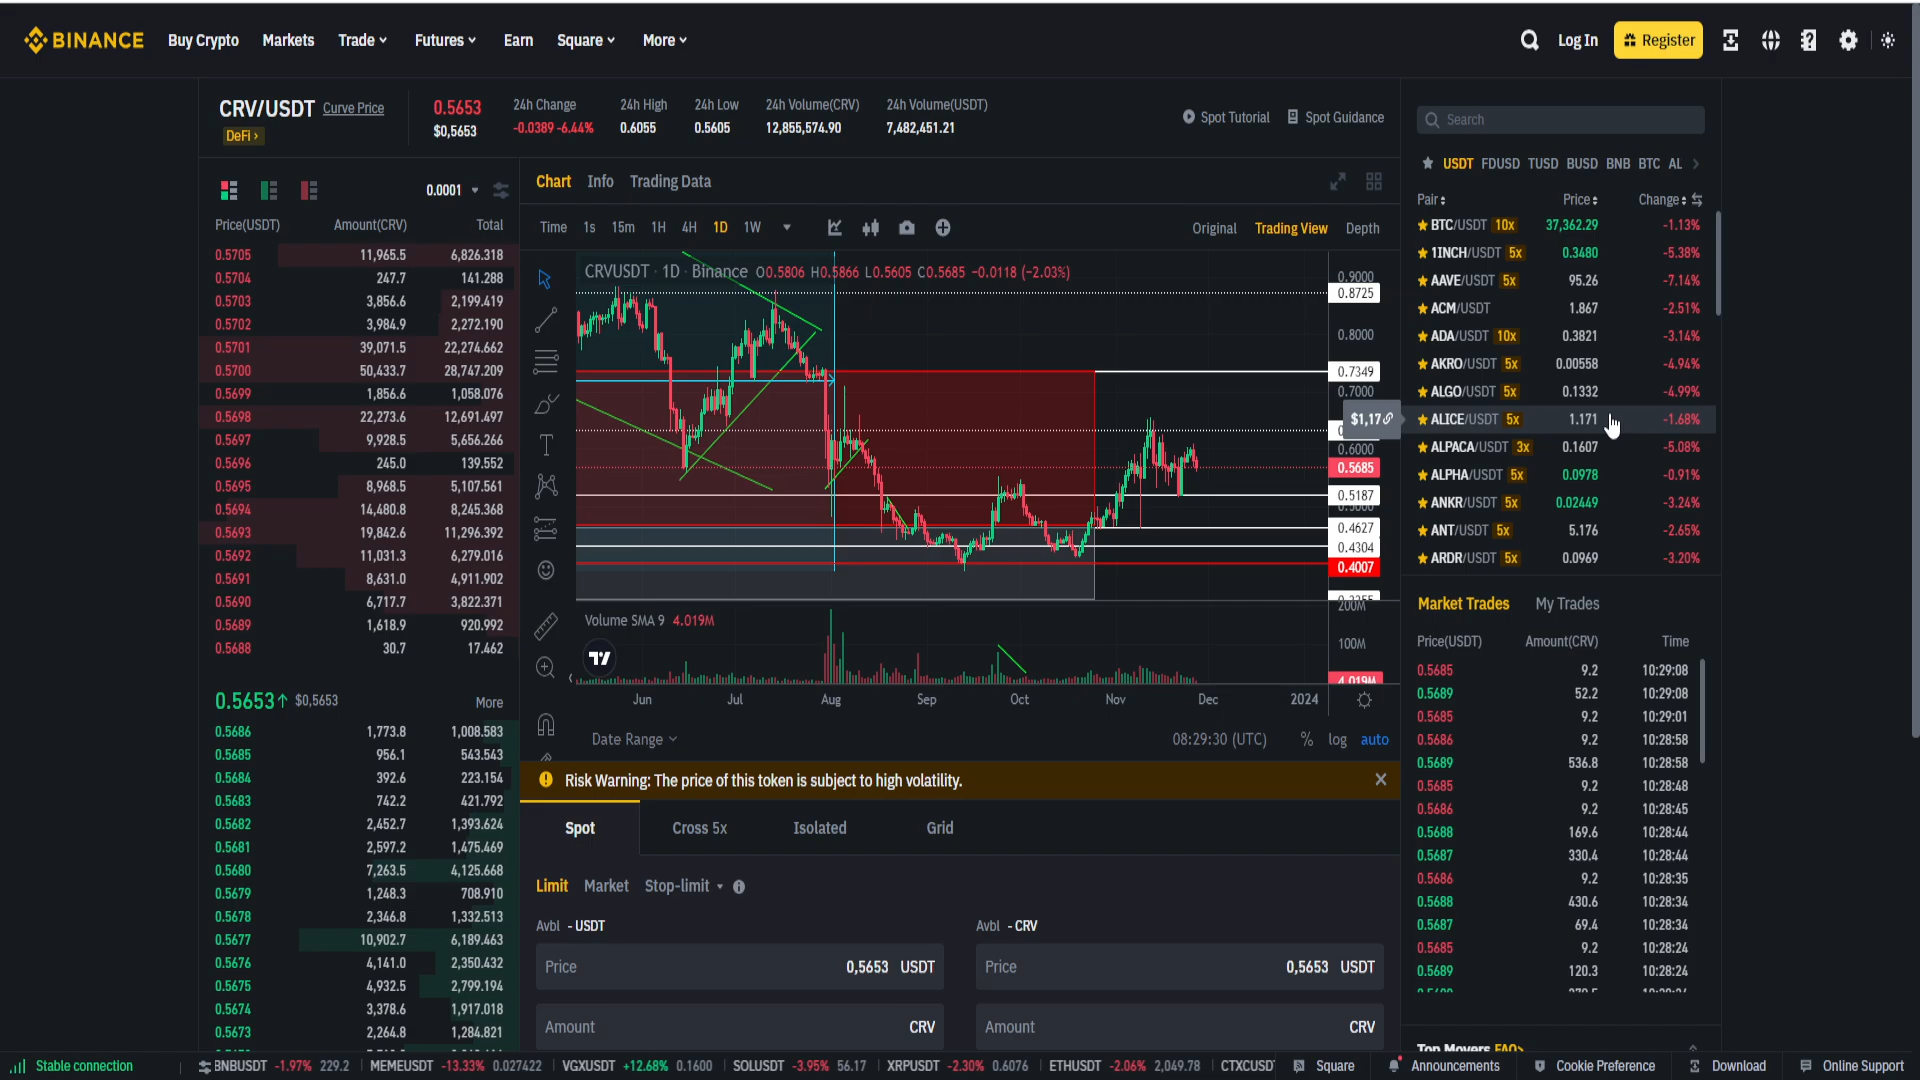 BINANCE Buy Crypto Markets Trade Futures Earn Square More Log In Register
CRV/USDT Curve Price
DeFi ›
0.5653
$0,5653
24h Change
-0.0389 -6.44%
24h High
0.6055
24h Low
0.5605
24h Volume(CRV)
12,855,574.90
24h Volume(USDT)
7,482,451.21
Spot Tutorial Spot Guidance
0.0001
Price(USDT) Amount(CRV) Total
0.5705 11,965.5 6,826.318
0.5704 247.7 141.288
0.5703 3,856.6 2,199.419
0.5702 3,984.9 2,272.190
0.5701 39,071.5 22,274.662
0.5700 50,433.7 28,747.209
0.5699 1,856.6 1,058.076
0.5698 22,273.6 12,691.497
0.5697 9,928.5 5,656.266
0.5696 245.0 139.552
0.5695 8,968.5 5,107.561
0.5694 14,480.8 8,245.368
0.5693 19,842.6 11,296.392
0.5692 11,031.3 6,279.016
0.5691 8,631.0 4,911.902
0.5690 6,717.7 3,822.371
0.5689 1,618.9 920.992
0.5688 30.7 17.462
0.5653↑ $0,5653 More
0.5686 1,773.8 1,008.583
0.5685 956.1 543.543
0.5684 392.6 223.154
0.5683 742.2 421.792
0.5682 2,452.7 1,393.624
0.5681 2,597.2 1,475.469
0.5680 7,263.5 4,125.668
0.5679 1,248.3 708.910
0.5678 2,346.8 1,332.513
0.5677 10,902.7 6,189.463
0.5676 4,141.0 2,350.432
0.5675 4,932.5 2,799.194
0.5674 3,378.6 1,917.018
0.5673 2,264.8 1,284.821
Chart Info Trading Data
Time 1s 15m 1H 4H 1D 1W
Original Trading View Depth
CRVUSDT · 1D · Binance O0.5806 H0.5866 L0.5605 C0.5685 -0.0118 (-2.03%)
0.9000
0.8725
0.8000
0.7349
0.7000
$1,17
0.6000
0.5685
0.5187
0.5000
0.4627
0.4304
0.4007
Volume SMA 9 4.019M
200M
100M
4.019M
Jun Jul Aug Sep Oct Nov Dec 2024
Date Range
08:29:30 (UTC) % log auto
Risk Warning: The price of this token is subject to high volatility.
Spot Cross 5x Isolated Grid
Limit Market Stop-limit
Avbl - USDT
Price 0,5653 USDT
Amount CRV
Avbl - CRV
Price 0,5653 USDT
Amount CRV
Search
USDT FDUSD TUSD BUSD BNB BTC AL
Pair Price Change
BTC/USDT 10x 37,362.29 -1.13%
1INCH/USDT 5x 0.3480 -5.38%
AAVE/USDT 5x 95.26 -7.14%
ACM/USDT 1.867 -2.51%
ADA/USDT 10x 0.3821 -3.14%
AKRO/USDT 5x 0.00558 -4.94%
ALGO/USDT 5x 0.1332 -4.99%
ALICE/USDT 5x 1.171 -1.68%
ALPACA/USDT 3x 0.1607 -5.08%
ALPHA/USDT 5x 0.0978 -0.91%
ANKR/USDT 5x 0.02449 -3.24%
ANT/USDT 5x 5.176 -2.65%
ARDR/USDT 5x 0.0969 -3.20%
Market Trades My Trades
Price(USDT) Amount(CRV) Time
0.5685 9.2 10:29:08
0.5689 52.2 10:29:08
0.5685 9.2 10:29:01
0.5686 9.2 10:28:58
0.5689 536.8 10:28:58
0.5685 9.2 10:28:48
0.5686 9.2 10:28:45
0.5688 169.6 10:28:44
0.5687 330.4 10:28:44
0.5686 9.2 10:28:35
0.5688 430.6 10:28:34
0.5687 69.4 10:28:34
0.5685 9.2 10:28:24
0.5689 120.3 10:28:24
Top Movers FAQ>
Stable connection
BNBUSDT -1.97% 229.2 MEMEUSDT -13.33% 0.027422 VGXUSDT +12.68% 0.1600 SOLUSDT -3.95% 56.17 XRPUSDT -2.30% 0.6076 ETHUSDT -2.06% 2,049.78 CTXCUSD
Square Announcements Cookie Preference Download Online Support